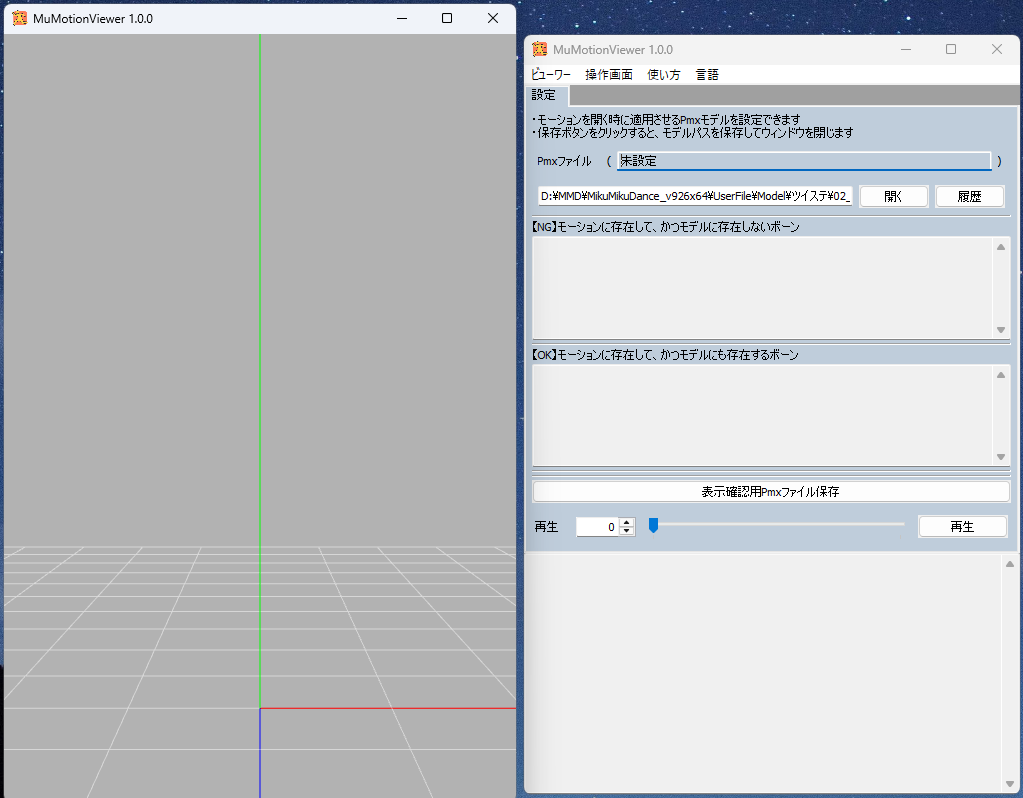 MuMotionViewer 1.0.0
MuMotionViewer 1.0.0
ビューワー 操作画面 使い方 言語
設定
・モーションを開く時に適用させるPmxモデルを設定できます
・保存ボタンをクリックすると、モデルパスを保存してウィンドウを閉じます
Pmxファイル ( 未設定 )
D:¥MMD¥MikuMikuDance_v926x64¥UserFile¥Model¥ツイステ¥02_ 開く 履歴
【NG】モーションに存在して、かつモデルに存在しないボーン
【OK】モーションに存在して、かつモデルにも存在するボーン
表示確認用Pmxファイル保存
再生 0 再生